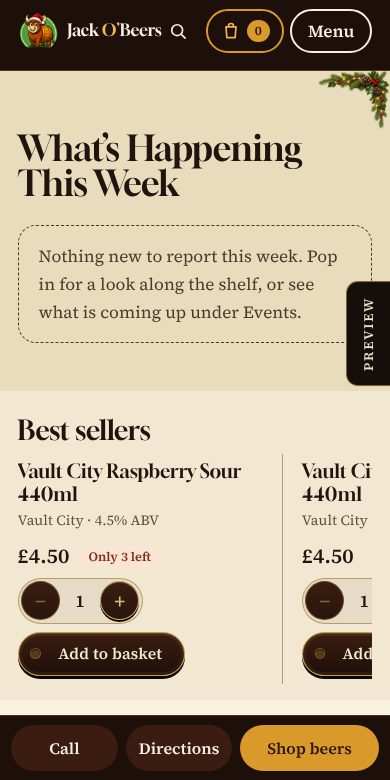 Jack O'Beers
0
Menu
What's Happening
This Week
Nothing new to report this week. Pop
in for a look along the shelf, or see
what is coming up under Events.
PREVIEW
Best sellers
Vault City Raspberry Sour
440ml
Vault City · 4.5% ABV
£4.50 Only 3 left
− 1 +
Add to basket
Vault Ci
440ml
Vault City
£4.50
− 1
Add
Call
Directions
Shop beers